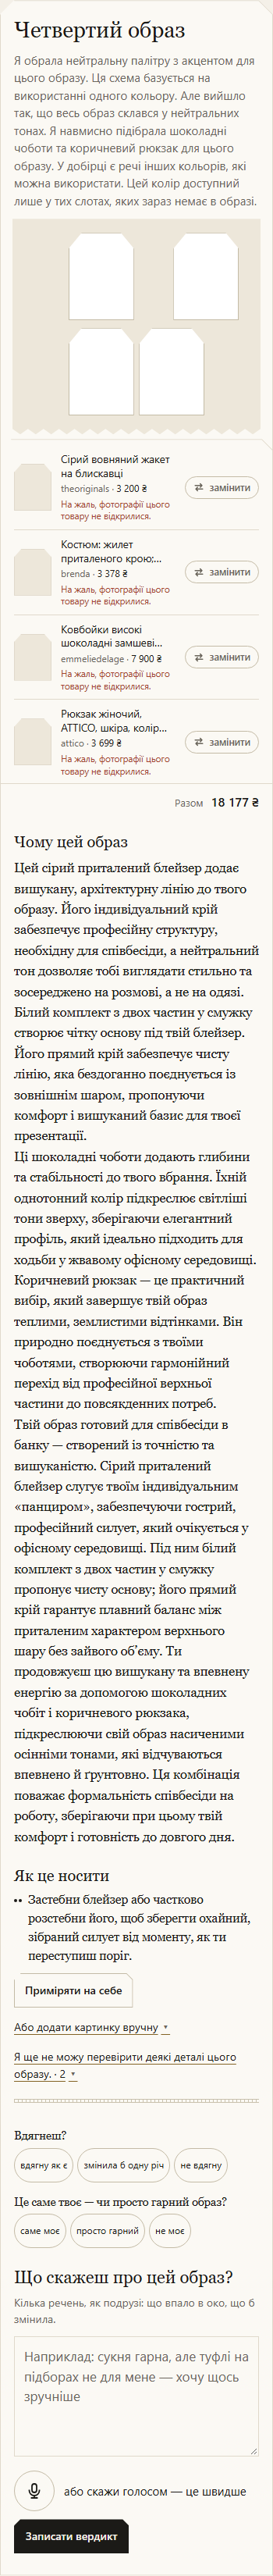 Четвертий образ
Я обрала нейтральну палітру з акцентом для
цього образу. Ця схема базується на
використанні одного кольору. Але вийшло
так, що весь образ склався у нейтральних
тонах. Я навмисно підібрала шоколадні
чоботи та коричневий рюкзак для цього
образу. У добірці є речі інших кольорів, які
можна використати. Цей колір доступний
лише у тих слотах, яких зараз немає в образі.
Сірий вовняний жакет
на блискавці
theoriginals · 3 200 ₴
На жаль, фотографії цього
товару не відкрилися.
замінити
Костюм: жилет
приталеного крою;...
brenda · 3 378 ₴
На жаль, фотографії цього
товару не відкрилися.
замінити
Ковбойки високі
шоколадні замшеві...
emmeliedelage · 7 900 ₴
На жаль, фотографії цього
товару не відкрилися.
замінити
Рюкзак жіночий,
ATTICO, шкіра, колір...
attico · 3 699 ₴
На жаль, фотографії цього
товару не відкрилися.
замінити
Разом 18 177 ₴
Чому цей образ
Цей сірий приталений блейзер додає
вишукану, архітектурну лінію до твого
образу. Його індивідуальний крій
забезпечує професійну структуру,
необхідну для співбесіди, а нейтральний
тон дозволяє тобі виглядати стильно та
зосереджено на розмові, а не на одязі.
Білий комплект з двох частин у смужку
створює чітку основу під твій блейзер.
Його прямий крій забезпечує чисту
лінію, яка бездоганно поєднується із
зовнішнім шаром, пропонуючи
комфорт і вишуканий базис для твоєї
презентації.
Ці шоколадні чоботи додають глибини
та стабільності до твого вбрання. Їхній
однотонний колір підкреслює світліші
тони зверху, зберігаючи елегантний
профіль, який ідеально підходить для
ходьби у жвавому офісному середовищі.
Коричневий рюкзак — це практичний
вибір, який завершує твій образ
теплими, землистими відтінками. Він
природно поєднується з твоїми
чоботями, створюючи гармонійний
перехід від професійної верхньої
частини до повсякденних потреб.
Твій образ готовий для співбесіди в
банку — створений із точністю та
вишуканістю. Сірий приталений
блейзер слугує твоїм індивідуальним
«панциром», забезпечуючи гострий,
професійний силует, який очікується у
офісному середовищі. Під ним білий
комплект з двох частин у смужку
пропонує чисту основу; його прямий
крій гарантує плавний баланс між
приталеним характером верхнього
шару без зайвого об’єму. Ти
продовжуєш цю вишукану та впевнену
енергію за допомогою шоколадних
чобіт і коричневого рюкзака,
підкреслюючи свій образ насиченими
осінніми тонами, які відчуваються
впевнено й ґрунтовно. Ця комбінація
поважає формальність співбесіди на
роботу, зберігаючи при цьому твій
комфорт і готовність до довгого дня.
Як це носити
Застебни блейзер або частково
розстебни його, щоб зберегти охайний,
зібраний силует від моменту, як ти
переступиш поріг.
Приміряти на себе
Або додати картинку вручну
Я ще не можу перевірити деякі деталі цього
образу. · 2
Вдягнеш?
вдягну як є
змінила б одну річ
не вдягну
Це саме твоє — чи просто гарний образ?
саме моє
просто гарний
не моє
Що скажеш про цей образ?
Кілька речень, як подрузі: що впало в око, що б
змінила.
Наприклад: сукня гарна, але туфлі на
підборах не для мене — хочу щось
зручніше
або скажи голосом — це швидше
Записати вердикт